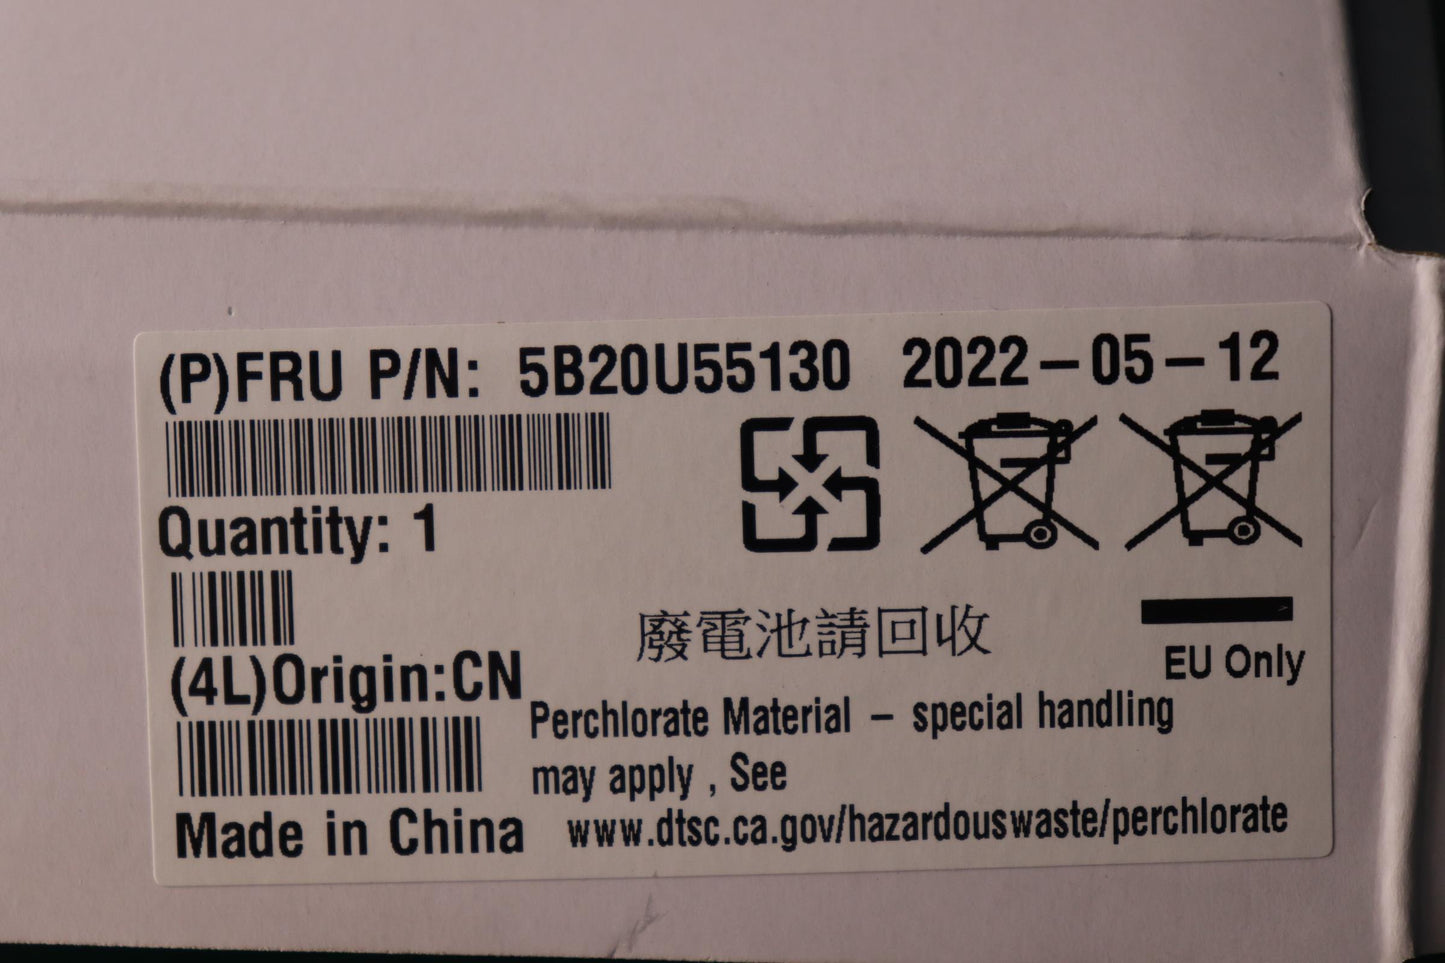 (P)FRU P/N: 5B20U55130 2022-05-12
Quantity: 1
廢電池請回收
EU Only
(4L)Origin:CN
Perchlorate Material - special handling
may apply , See
www.dtsc.ca.gov/hazardouswaste/perchlorate
Made in China